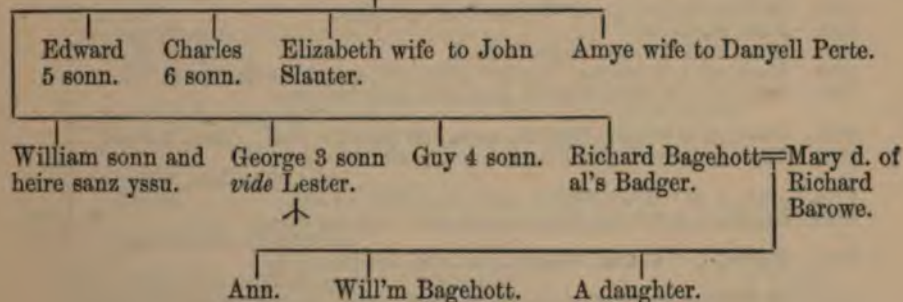 Edward Charles Elizabeth wife to John Amye wife to Danyell Perte.
5 sonn. 6 sonn. Slauter.
William sonn and George 3 sonn Guy 4 sonn. Richard Bagehott Mary d. of
heire sanz yssu. vide Lester. al's Badger. Richard
Barowe.
Ann. Will'm Bagehott. A daughter.